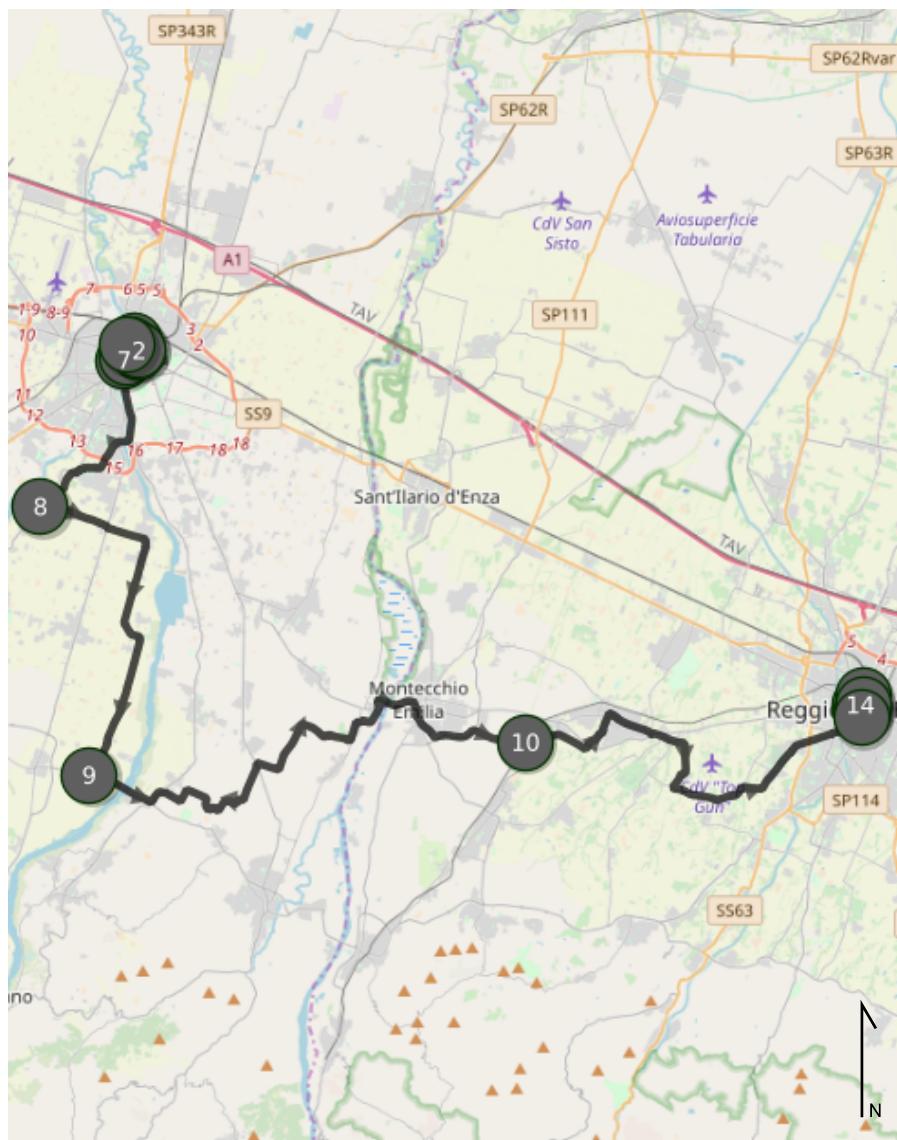 SP343R
SP62Rvar
SP62R
SP63R
CdV San
Sisto
Aviosuperficie
Tabularia
A1
7
6
5
5
1-9
8-9
TAV
SP111
3
2
10
2
7
11
12
SS9
13
16
17
18
18
15
Sant'Ilario d'Enza
8
TAV
5
4
Montecchio
Emilia
Reggi
14
10
9
SP114
SS63
ano
N